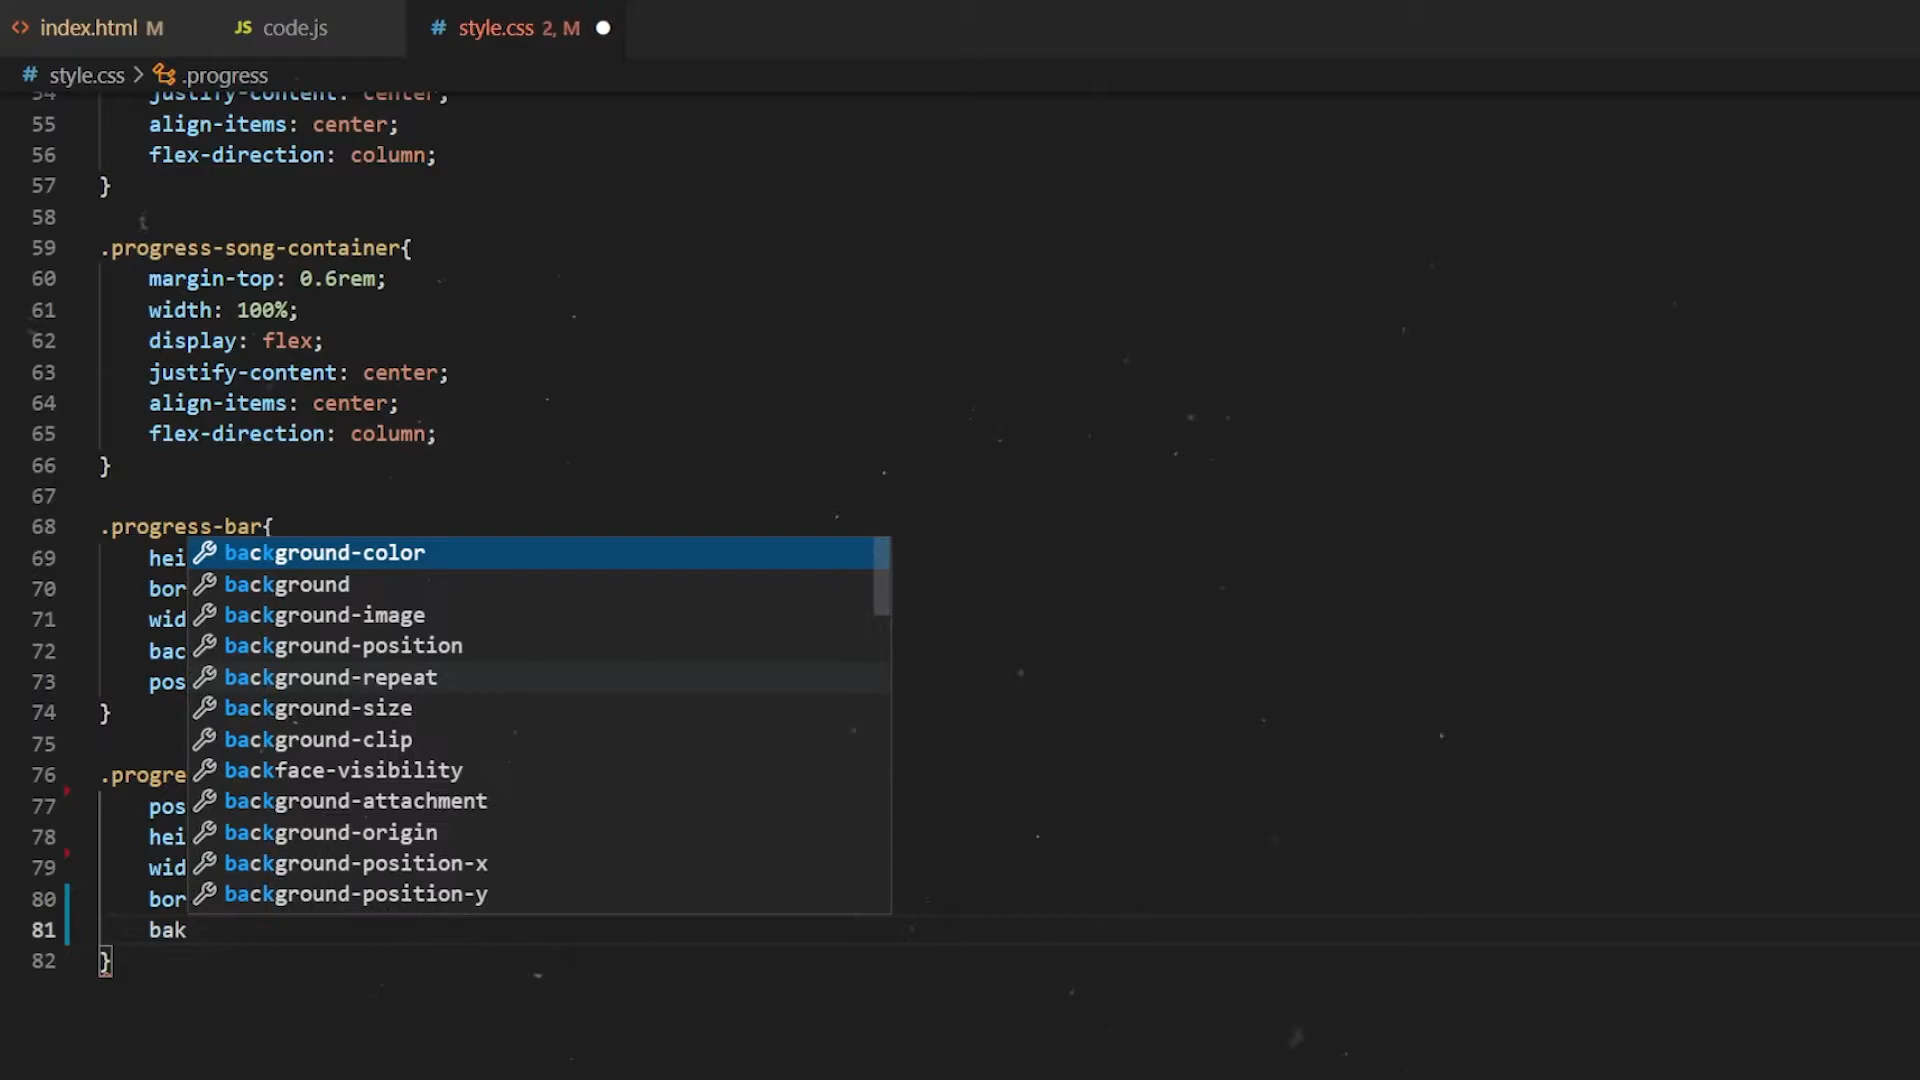 <> index.html M JS code.js # style.css 2, M
# style.css > .progress
54 justify-content: center;
55 align-items: center;
56 flex-direction: column;
57 }
58
59 .progress-song-container{
60 margin-top: 0.6rem;
61 width: 100%;
62 display: flex;
63 justify-content: center;
64 align-items: center;
65 flex-direction: column;
66 }
67
68 .progress-bar{
69 hei background-color
70 bor background
71 wid background-image
72 bac background-position
73 pos background-repeat
74 } background-size
75 background-clip
76 .progre backface-visibility
77 pos background-attachment
78 hei background-origin
79 wid background-position-x
80 bor background-position-y
81 bak
82 }